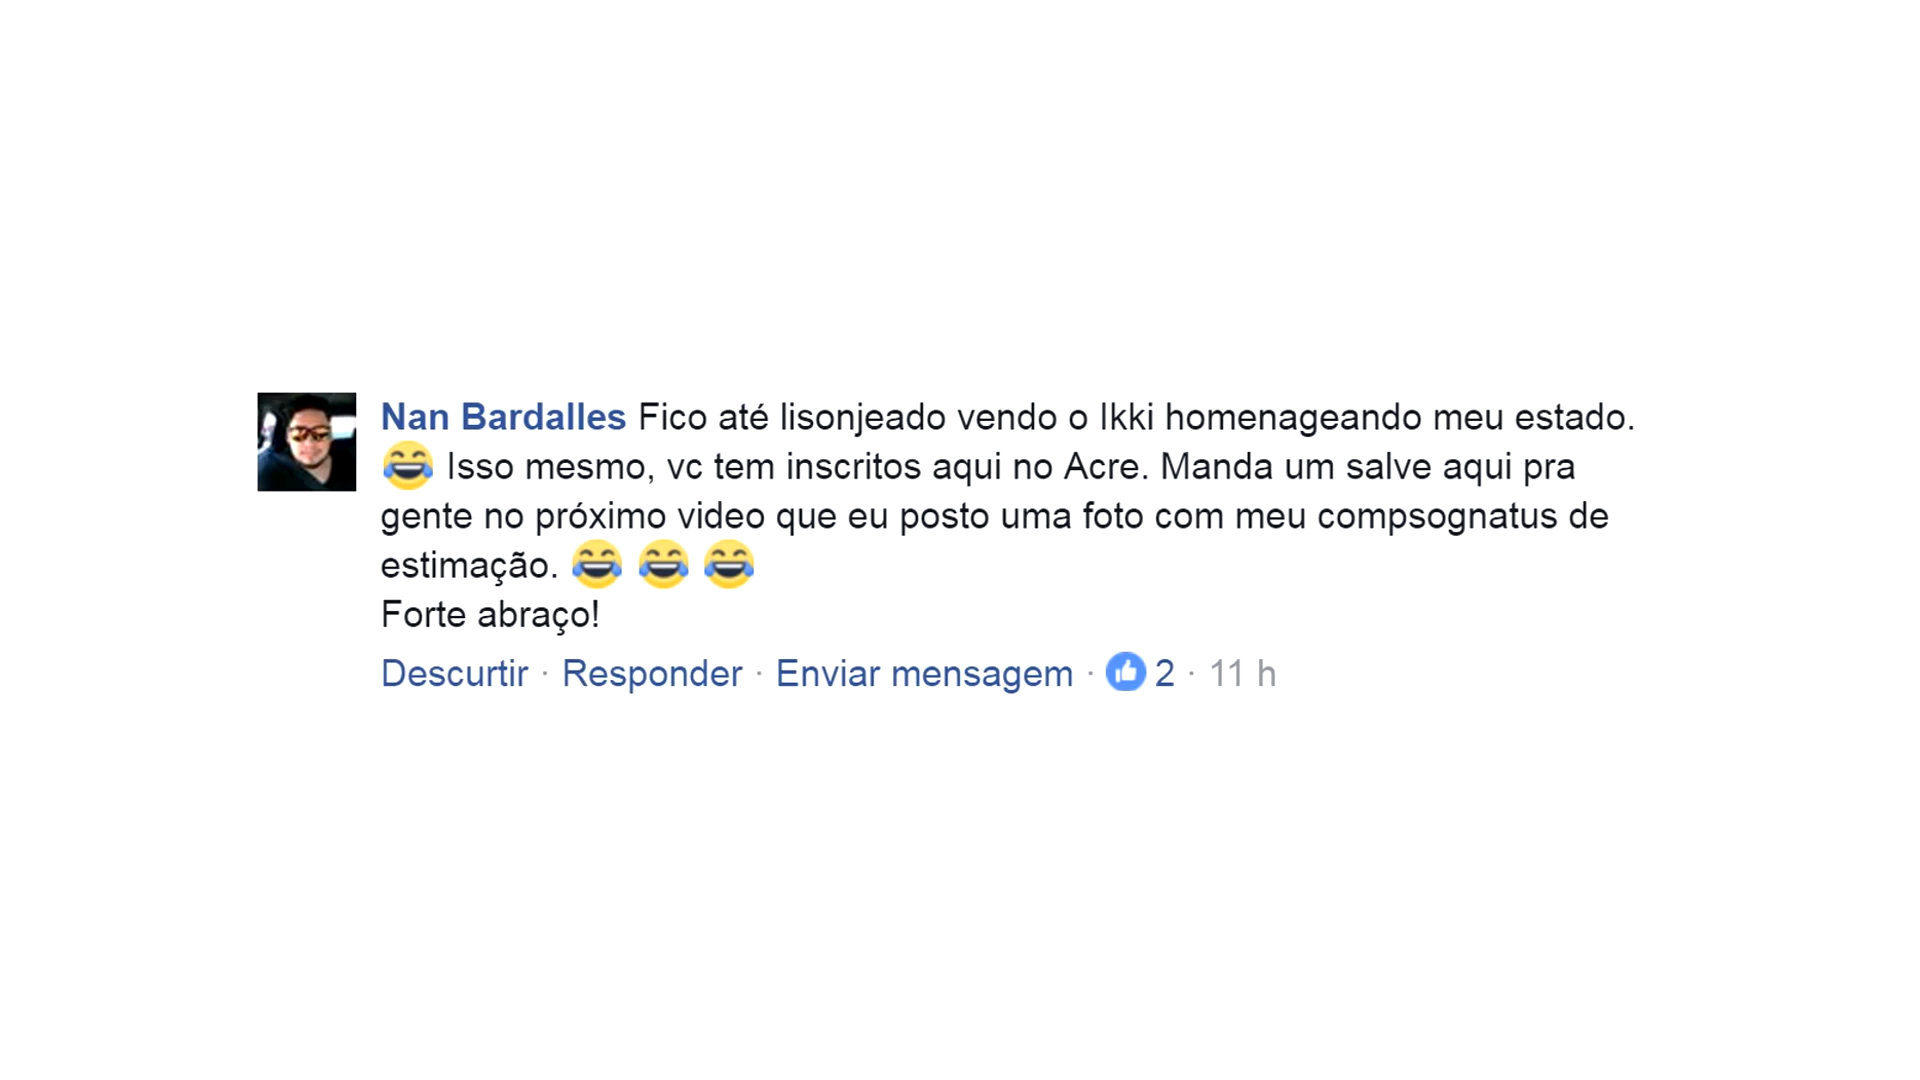 Nan Bardalles Fico até lisonjeado vendo o Ikki homenageando meu estado.
😂 Isso mesmo, vc tem inscritos aqui no Acre. Manda um salve aqui pra
gente no próximo video que eu posto uma foto com meu compsognatus de
estimação. 😂 😂 😂
Forte abraço!
Descurtir · Responder · Enviar mensagem · 2 · 11 h